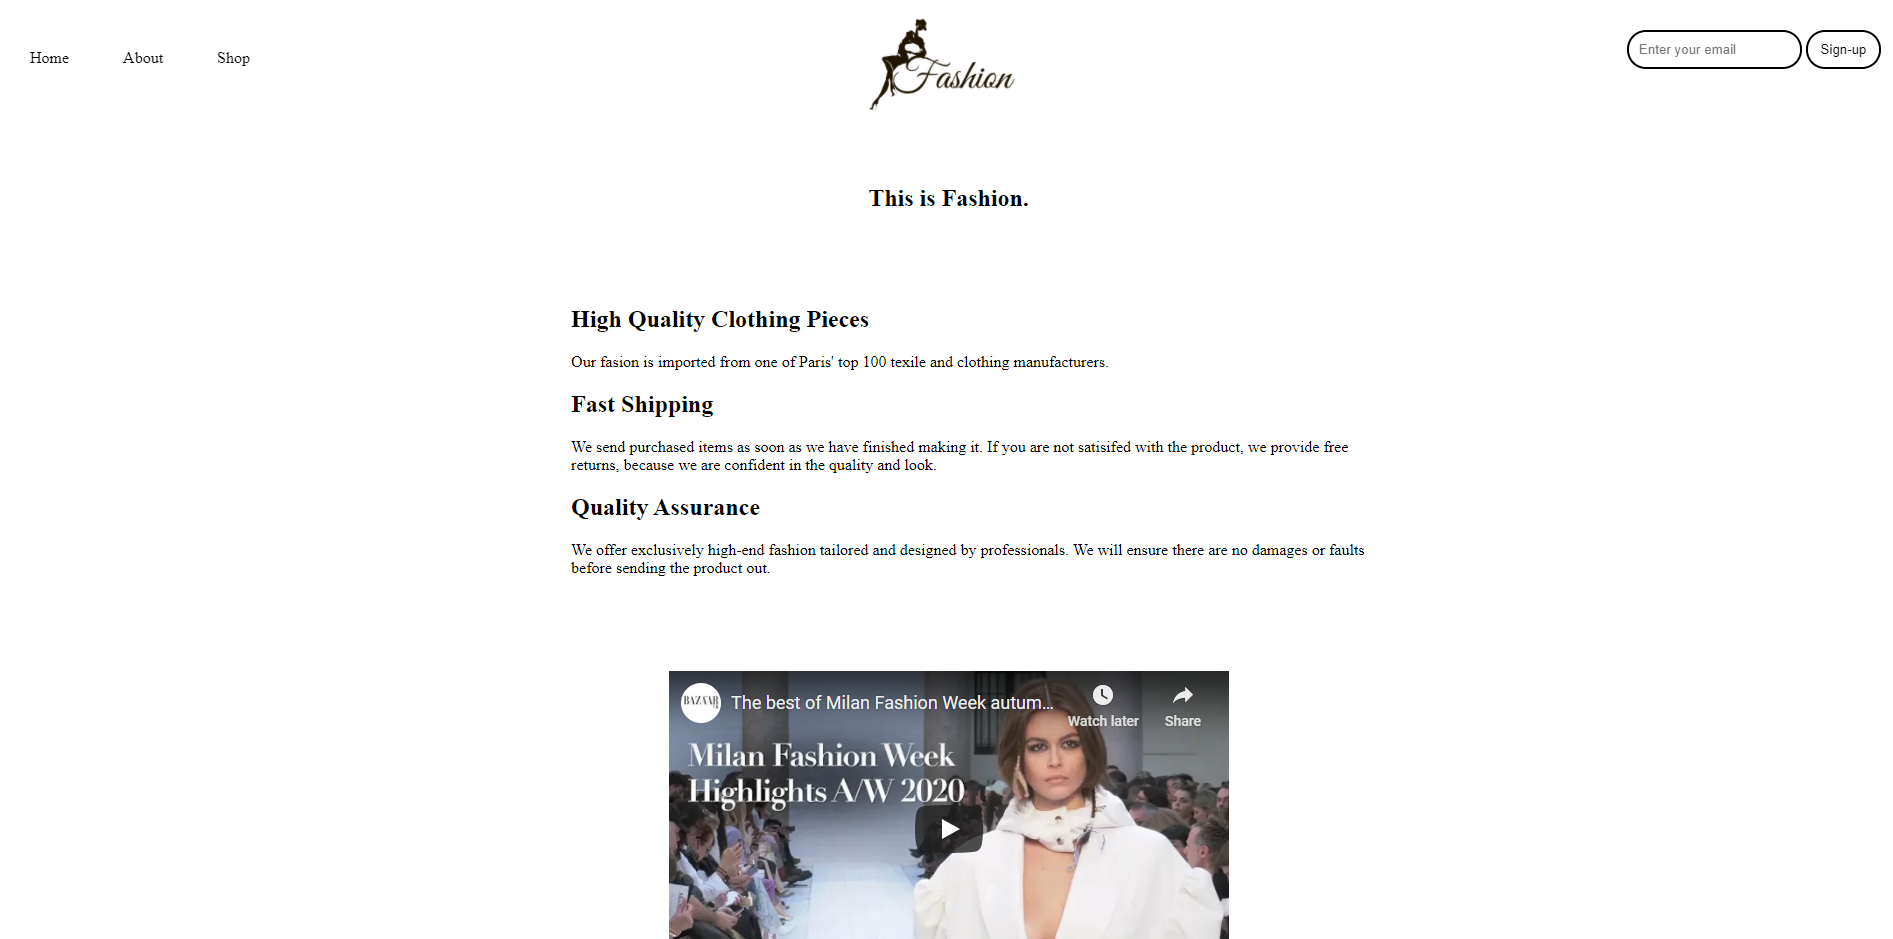 Home About Shop
Fashion
Enter your email Sign-up
This is Fashion.
High Quality Clothing Pieces
Our fasion is imported from one of Paris' top 100 texile and clothing manufacturers.
Fast Shipping
We send purchased items as soon as we have finished making it. If you are not satisifed with the product, we provide free
returns, because we are confident in the quality and look.
Quality Assurance
We offer exclusively high-end fashion tailored and designed by professionals. We will ensure there are no damages or faults
before sending the product out.
BAZAAR
The best of Milan Fashion Week autum...
Watch later Share
Milan Fashion Week
Highlights A/W 2020